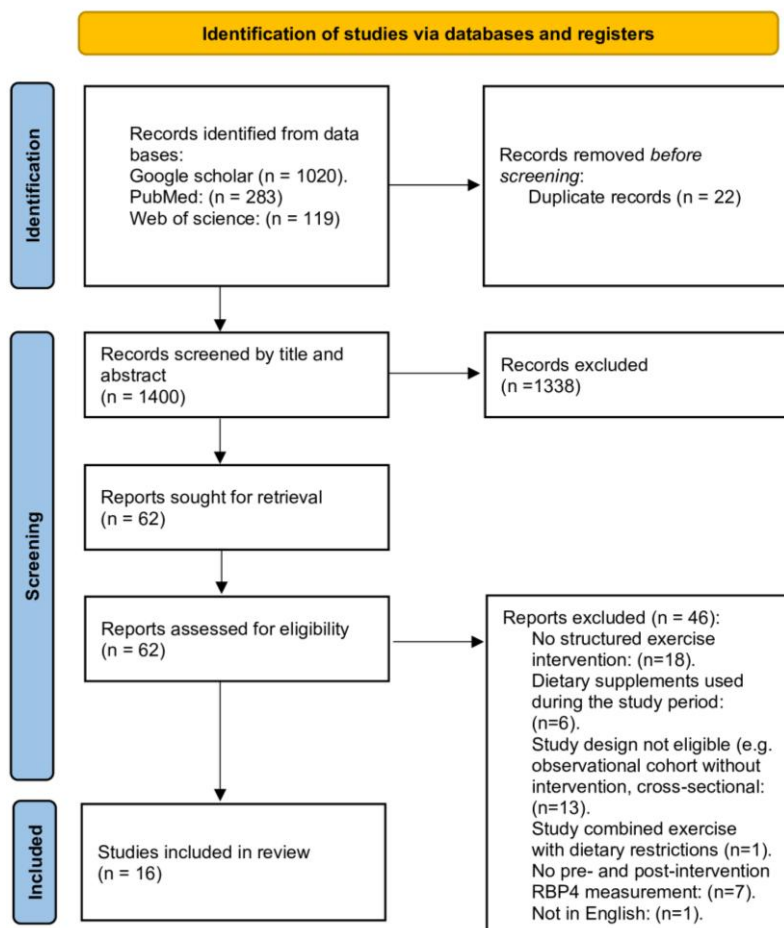 Identification of studies via databases and registers
Identification
Records identified from data
bases:
Google scholar (n = 1020).
PubMed: (n = 283)
Web of science: (n = 119)
Records removed before
screening:
Duplicate records (n = 22)
Screening
Records screened by title and
abstract
(n = 1400)
Records excluded
(n =1338)
Reports sought for retrieval
(n = 62)
Reports assessed for eligibility
(n = 62)
Reports excluded (n = 46):
No structured exercise
intervention: (n=18).
Dietary supplements used
during the study period:
(n=6).
Study design not eligible (e.g.
observational cohort without
intervention, cross-sectional:
(n=13).
Study combined exercise
with dietary restrictions (n=1).
No pre- and post-intervention
RBP4 measurement: (n=7).
Not in English: (n=1).
Included
Studies included in review
(n = 16)